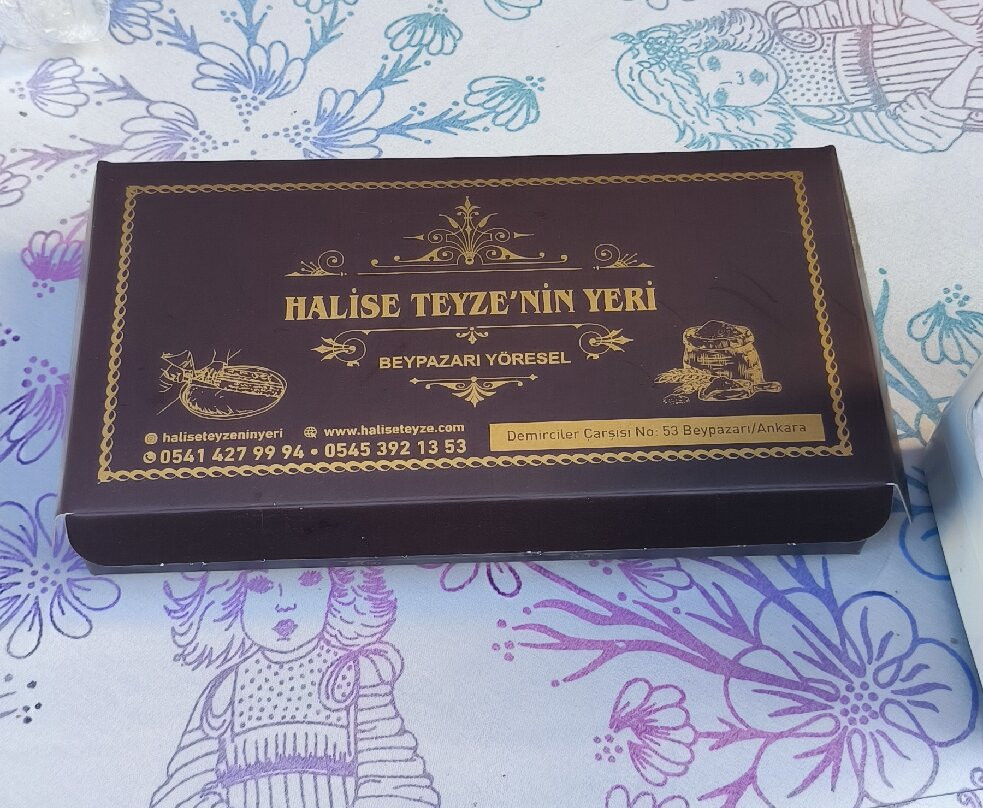 HALİSE TEYZE'NİN YERİ
BEYPAZARI YÖRESEL
haliseteyzeninyeri www.haliseteyze.com
0541 427 99 94 • 0545 392 13 53
Demirciler Çarşısı No: 53 Beypazarı/Ankara